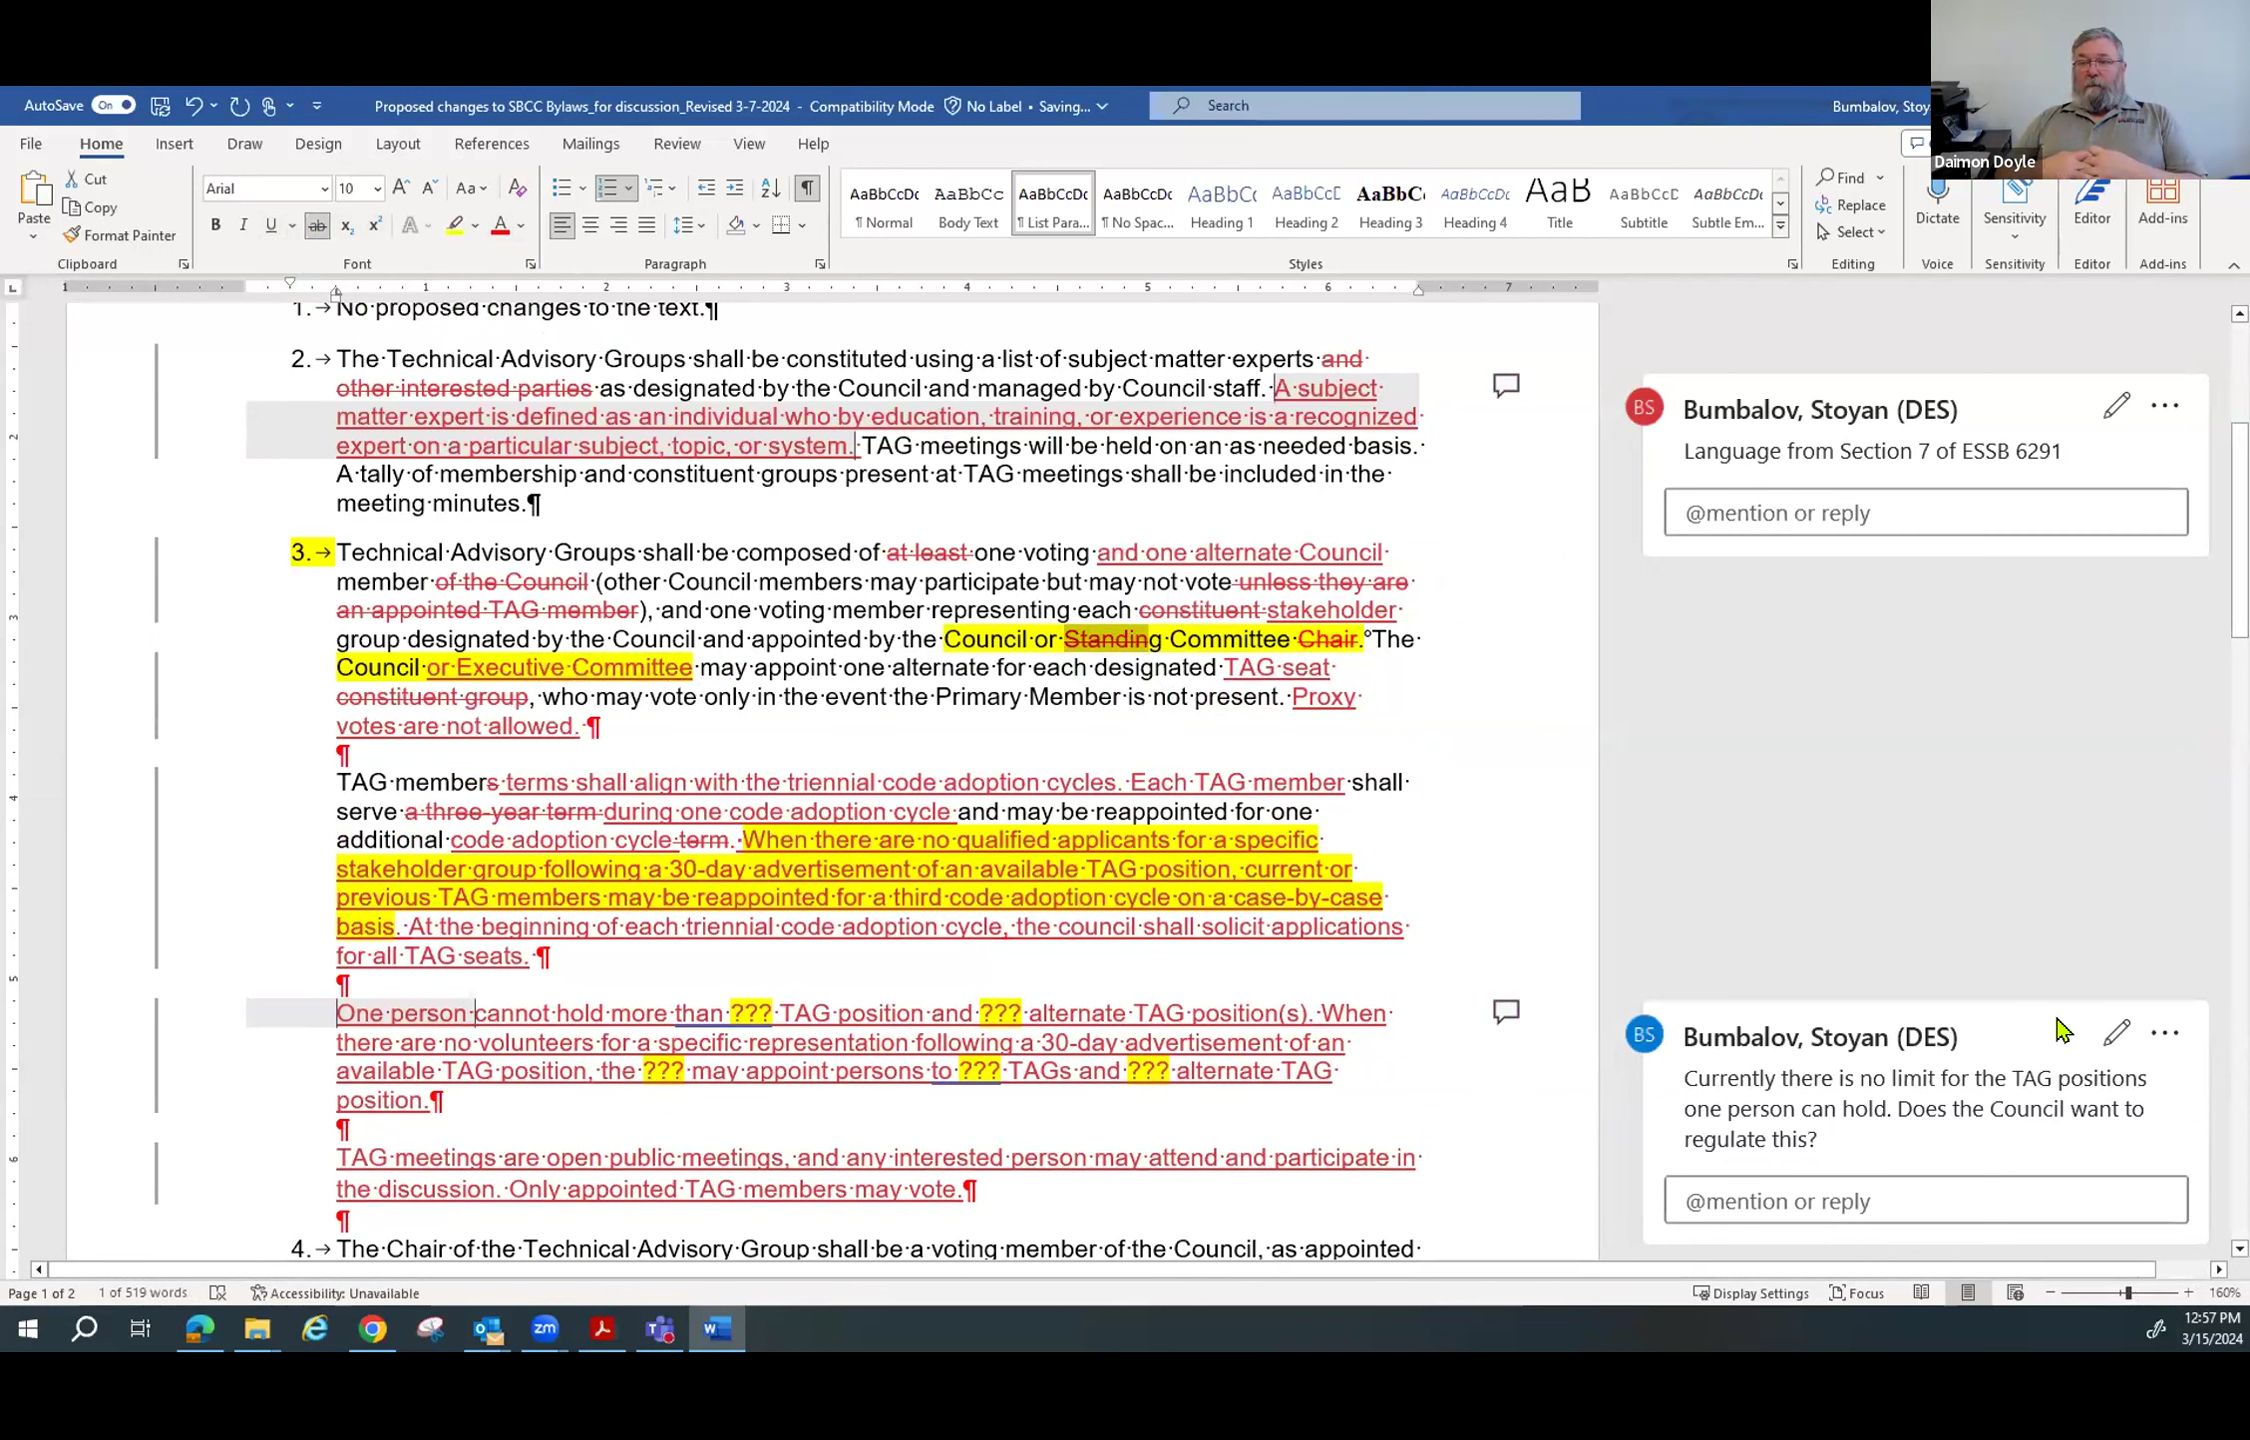 AutoSave On Proposed changes to SBCC Bylaws_for discussion_Revised 3-7-2024 - Compatibility Mode No Label • Saving... Search Bumbalov, Stoy
File Home Insert Draw Design Layout References Mailings Review View Help
Daimon Doyle
Paste Cut Copy Format Painter
Arial 10 Aa
B I U ab x₂ x² A A
AaBbCcDc AaBbCc AaBbCcDc AaBbCcDc AaBbCc AaBbCcD AaBbC AaBbCcDc AaB AaBbCcD AaBbCcDc
¶ Normal Body Text ¶ List Para... ¶ No Spac... Heading 1 Heading 2 Heading 3 Heading 4 Title Subtitle Subtle Em...
Find Replace Select
Dictate Sensitivity Editor Add-ins
Clipboard Font Paragraph Styles Editing Voice Sensitivity Editor Add-ins
1 1 2 3 4 5 6 7
1. No proposed changes to the text.¶
2. The Technical Advisory Groups shall be constituted using a list of subject matter experts and
other interested parties as designated by the Council and managed by Council staff. A subject
matter expert is defined as an individual who by education, training, or experience is a recognized
expert on a particular subject, topic, or system. TAG meetings will be held on an as needed basis.
A tally of membership and constituent groups present at TAG meetings shall be included in the
meeting minutes.¶
3. Technical Advisory Groups shall be composed of at least one voting and one alternate Council
member of the Council (other Council members may participate but may not vote unless they are
an appointed TAG member), and one voting member representing each constituent stakeholder
group designated by the Council and appointed by the Council or Standing Committee Chair. The
Council or Executive Committee may appoint one alternate for each designated TAG seat
constituent group, who may vote only in the event the Primary Member is not present. Proxy
votes are not allowed. ¶
¶
TAG members terms shall align with the triennial code adoption cycles. Each TAG member shall
serve a three-year term during one code adoption cycle and may be reappointed for one
additional code adoption cycle term. When there are no qualified applicants for a specific
stakeholder group following a 30-day advertisement of an available TAG position, current or
previous TAG members may be reappointed for a third code adoption cycle on a case-by-case
basis. At the beginning of each triennial code adoption cycle, the council shall solicit applications
for all TAG seats. ¶
¶
One person cannot hold more than ??? TAG position and ??? alternate TAG position(s). When
there are no volunteers for a specific representation following a 30-day advertisement of an
available TAG position, the ??? may appoint persons to ??? TAGs and ??? alternate TAG
position.¶
¶
TAG meetings are open public meetings, and any interested person may attend and participate in
the discussion. Only appointed TAG members may vote.¶
¶
4. The Chair of the Technical Advisory Group shall be a voting member of the Council, as appointed
BS Bumbalov, Stoyan (DES)
Language from Section 7 of ESSB 6291
@mention or reply
BS Bumbalov, Stoyan (DES)
Currently there is no limit for the TAG positions
one person can hold. Does the Council want to
regulate this?
@mention or reply
Page 1 of 2 1 of 519 words Accessibility: Unavailable Display Settings Focus 160%
zm
12:57 PM
3/15/2024